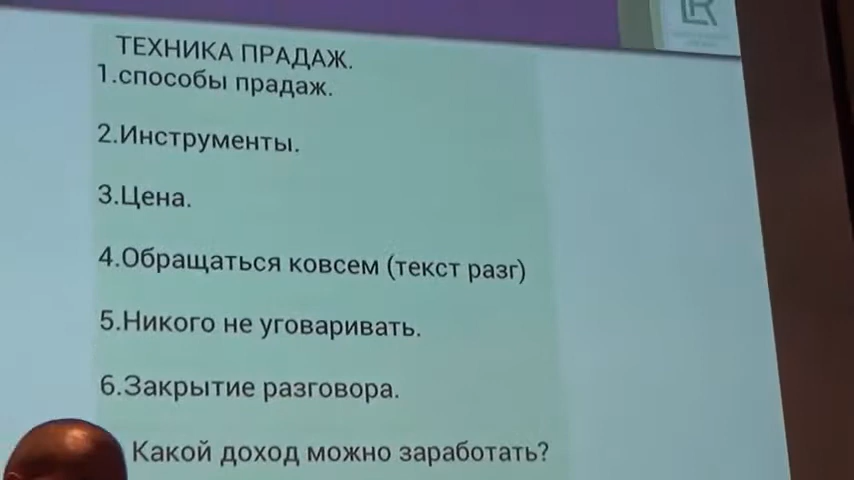 ТЕХНИКА ПРАДАЖ.
1.способы прадаж.
2.Инструменты.
3.Цена.
4.Обращаться ковсем (текст разг)
5.Никого не уговаривать.
6.Закрытие разговора.
Какой доход можно заработать?
LR